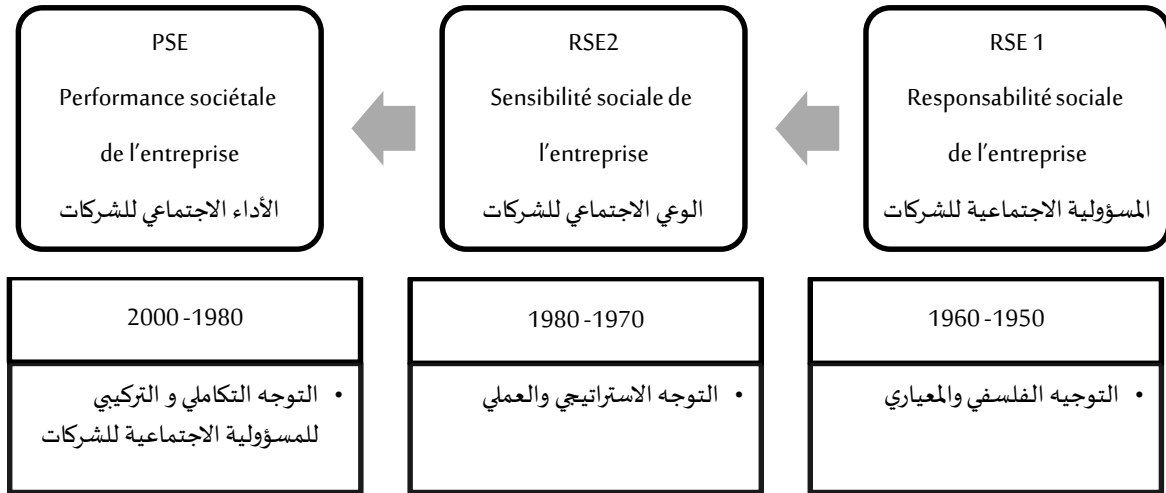 RSE 1
Responsabilité sociale
de l'entreprise
المسؤولية الاجتماعية للشركات
RSE2
Sensibilité sociale de
l'entreprise
الوعي الاجتماعي للشركات
PSE
Performance sociétale
de l'entreprise
الأداء الاجتماعي للشركات
1960 -1950
• التوجيه الفلسفي والمعياري
1980 -1970
• التوجه الاستراتيجي والعملي
2000 -1980
• التوجه التكاملي و التركيبي
للمسؤولية الاجتماعية للشركات